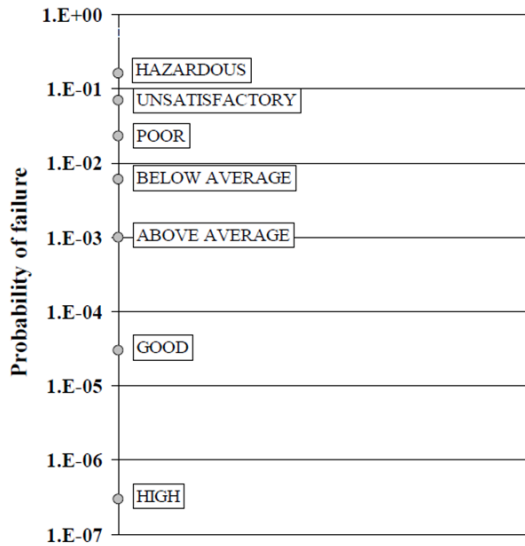 1.E+00
HAZARDOUS
1.E-01
UNSATISFACTORY
POOR
1.E-02
BELOW AVERAGE
1.E-03
ABOVE AVERAGE
1.E-04
GOOD
1.E-05
1.E-06
HIGH
1.E-07
Probability of failure